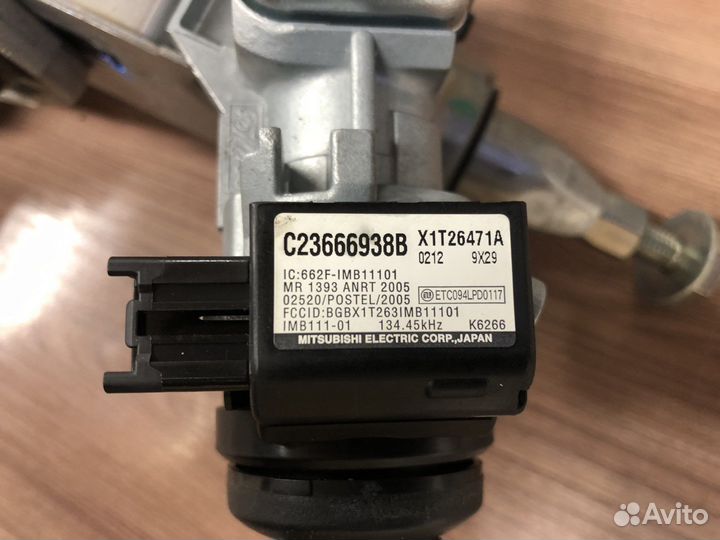 C23666938B X1T26471A
0212 9X29
IC:662F-IMB11101
MR 1393 ANRT 2005
02520/POSTEL/2005 ETC094LPD0117
FCCID:BGBX1T263IMB11101
IMB111-01 134.45kHz K6266
MITSUBISHI ELECTRIC CORP.,JAPAN
Avito